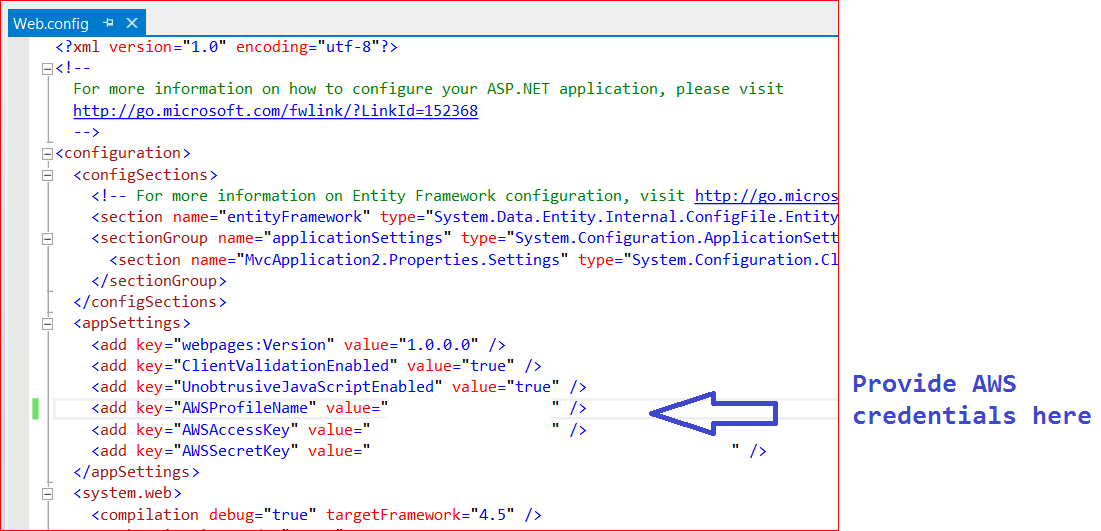 Web.config
<?xml version="1.0" encoding="utf-8"?>
<!--
For more information on how to configure your ASP.NET application, please visit
http://go.microsoft.com/fwlink/?LinkId=152368
-->
<configuration>
<configSections>
<!-- For more information on Entity Framework configuration, visit http://go.micros
<section name="entityFramework" type="System.Data.Entity.Internal.ConfigFile.Entity
<sectionGroup name="applicationSettings" type="System.Configuration.ApplicationSett
<section name="MvcApplication2.Properties.Settings" type="System.Configuration.Cl
</sectionGroup>
</configSections>
<appSettings>
<add key="webpages:Version" value="1.0.0.0" />
<add key="ClientValidationEnabled" value="true" />
<add key="UnobtrusiveJavaScriptEnabled" value="true" />
<add key="AWSProfileName" value=" " />
<add key="AWSAccessKey" value=" " />
<add key="AWSSecretKey" value=" " />
</appSettings>
<system.web>
<compilation debug="true" targetFramework="4.5" />
Provide AWS
credentials here